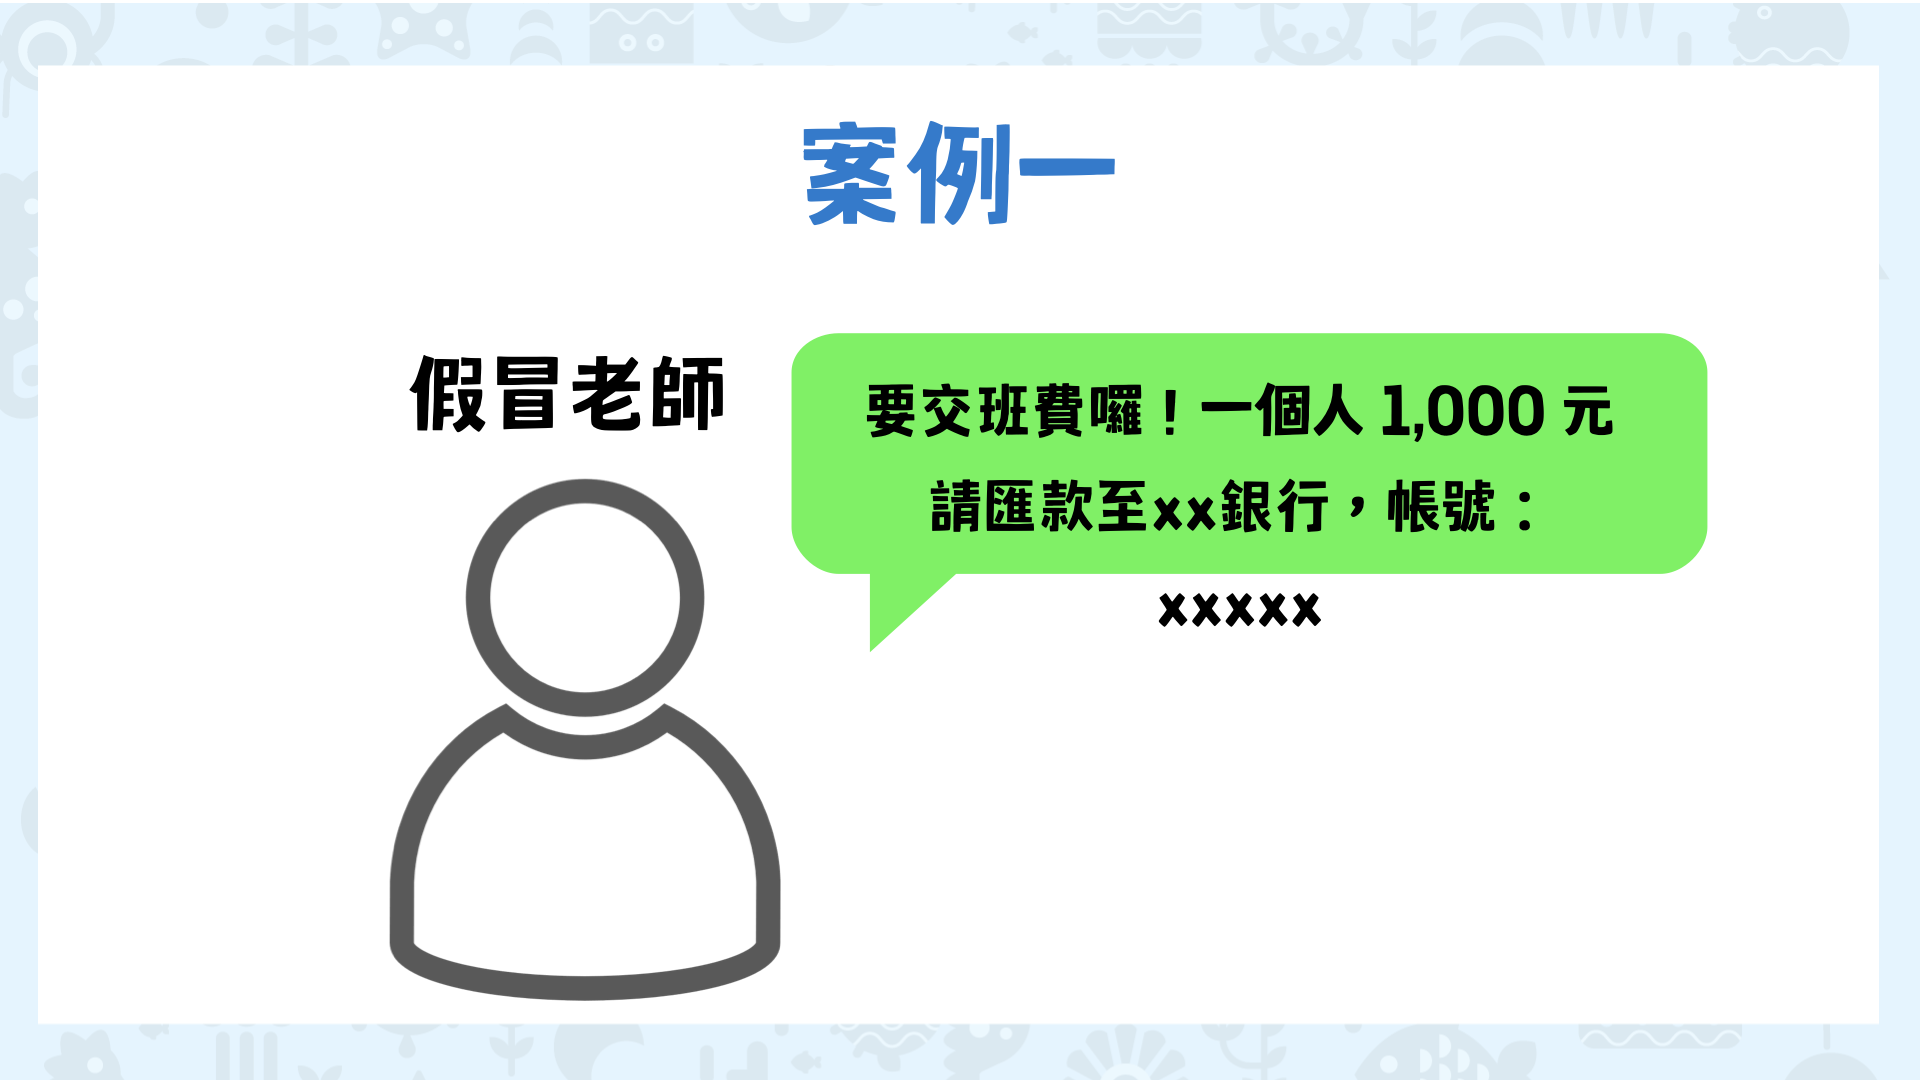 案例一
假冒老師
要交班費囉！一個人 1,000 元
請匯款至xx銀行，帳號：
xxxxx